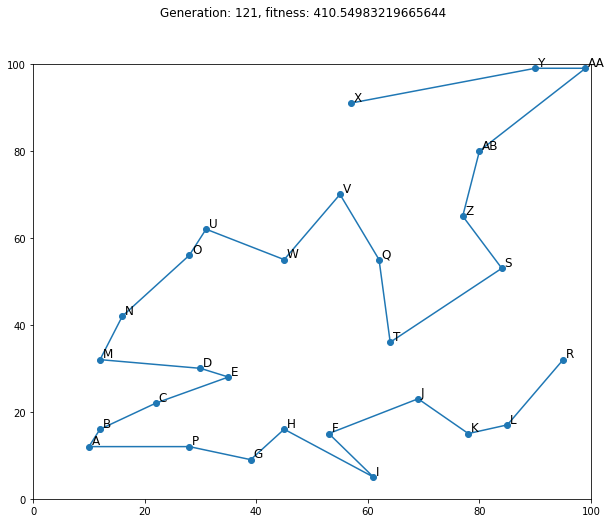 Generation: 121, fitness: 410.54983219665644
100
Y
AA
X
AB
80
V
Z
U
O
W
Q
S
60
N
40
T
M
D
E
R
C
J
20
B
H
F
K
L
A
P
G
I
0
0 20 40 60 80 100